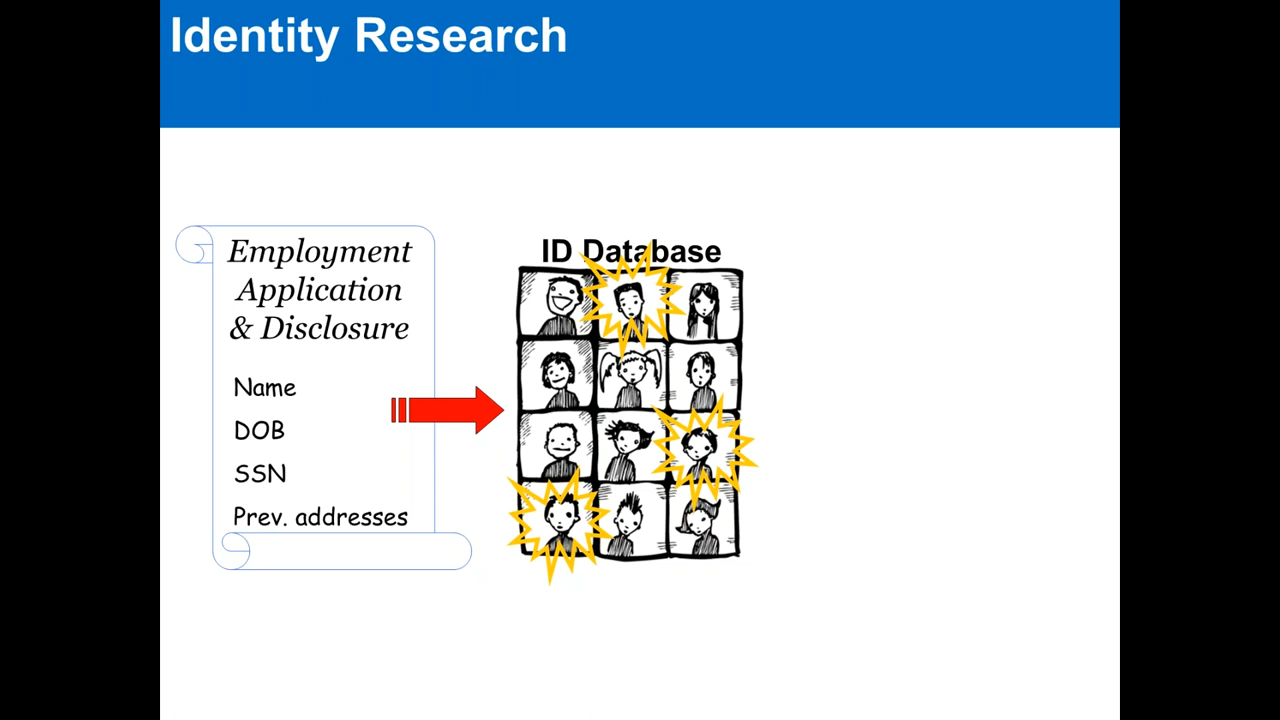 Identity Research
Employment
Application
& Disclosure
Name
DOB
SSN
Prev. addresses
ID Database